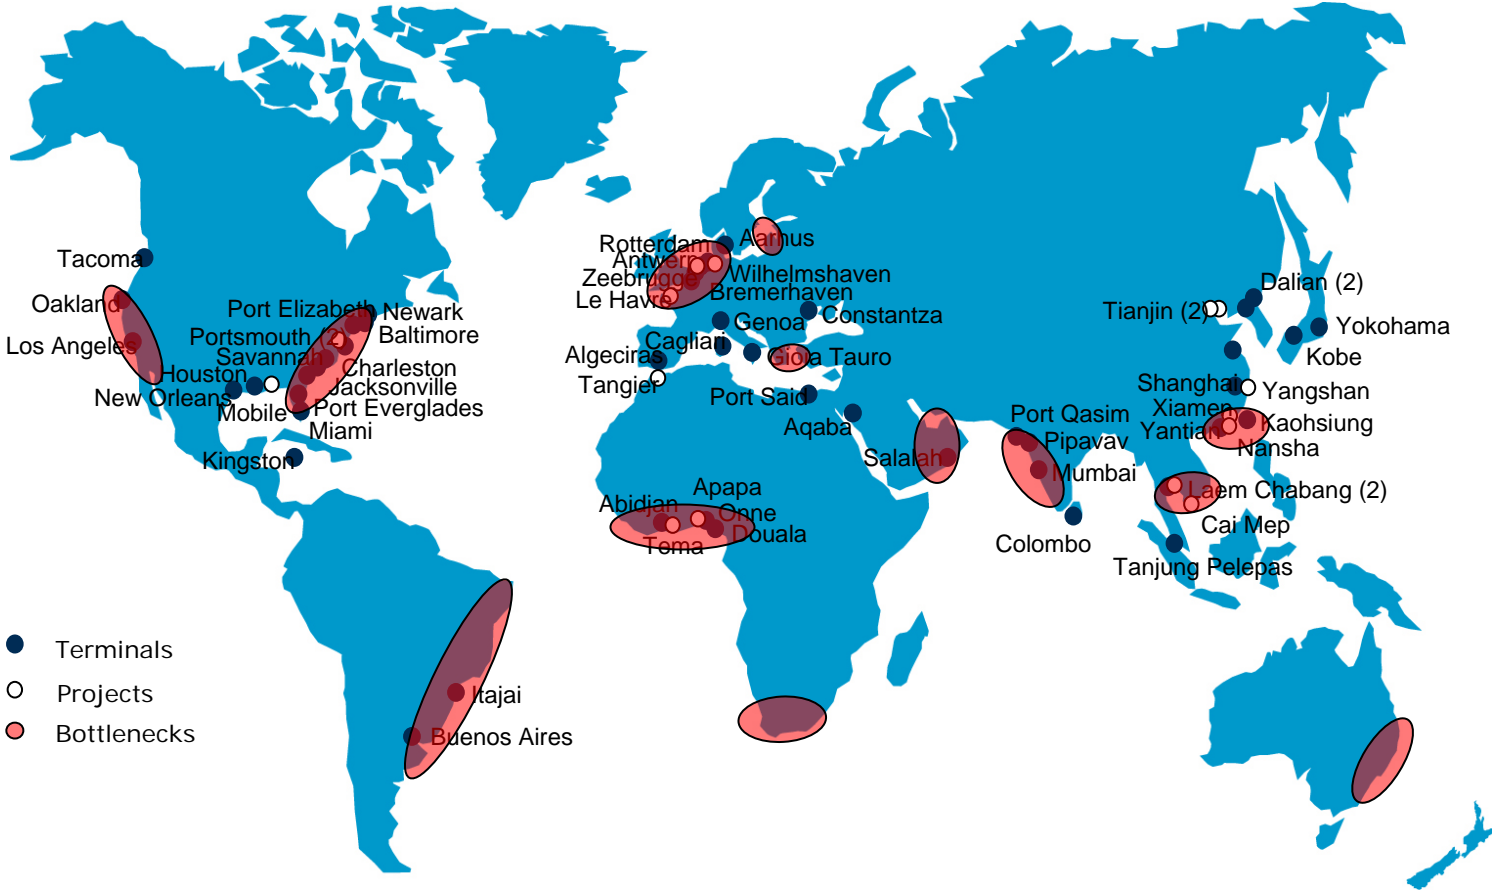 Tacoma
Oakland
Los Angeles
Houston
New Orleans
Mobile
Port Elizabeth
Newark
Portsmouth (2)
Baltimore
Savannah
Charleston
Jacksonville
Port Everglades
Miami
Kingston
Itajai
Buenos Aires
Rotterdam
Aarhus
Antwerp
Zeebrugge
Wilhelmshaven
Le Havre
Bremerhaven
Genoa
Constantza
Cagliari
Algeciras
Gioia Tauro
Tangier
Port Said
Aqaba
Salalah
Apapa
Abidjan
Onne
Douala
Tema
Port Qasim
Pipavav
Mumbai
Colombo
Dalian (2)
Tianjin (2)
Yokohama
Kobe
Shanghai
Yangshan
Xiamen
Kaohsiung
Yantian
Nansha
Laem Chabang (2)
Cai Mep
Tanjung Pelepas
Terminals
Projects
Bottlenecks